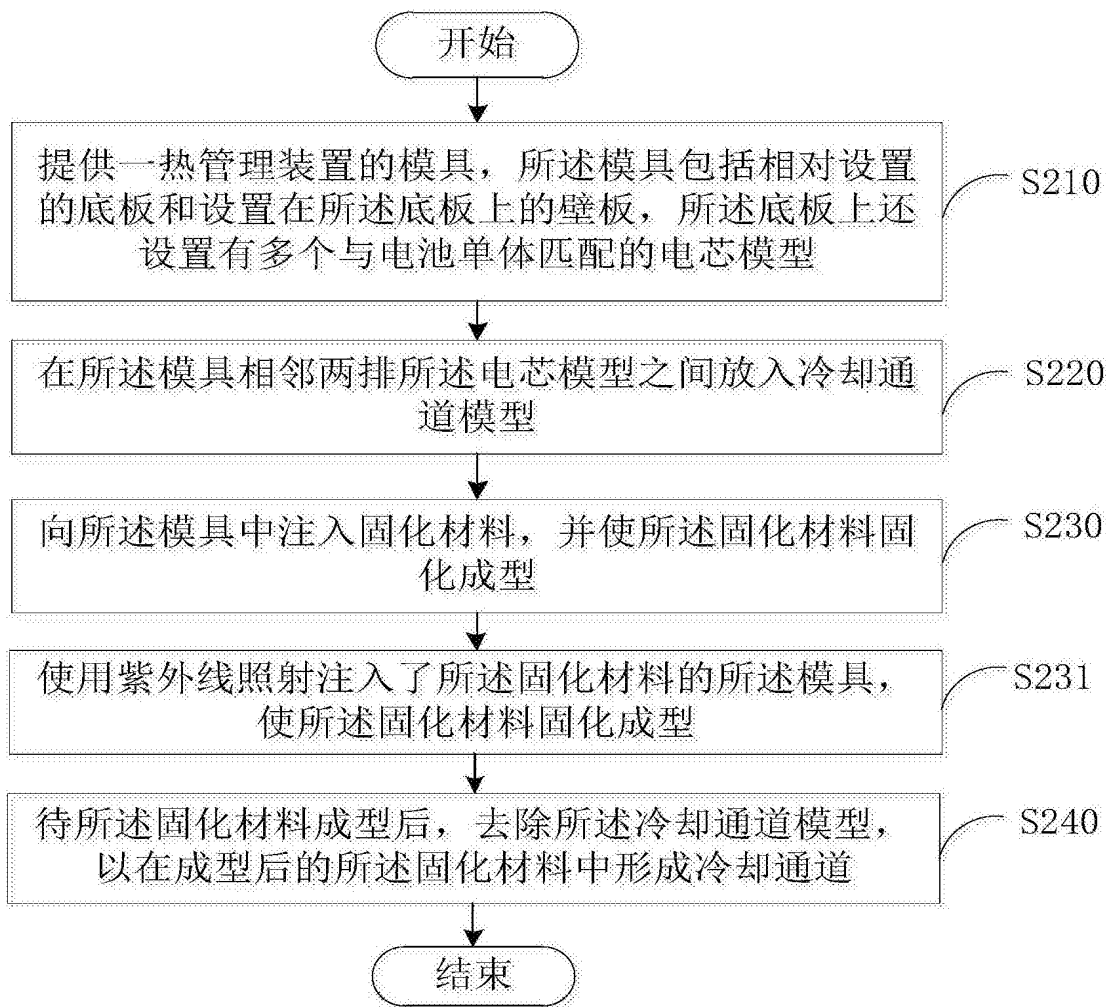 开始
提供一热管理装置的模具，所述模具包括相对设置
的底板和设置在所述底板上的壁板，所述底板上还
设置有多个与电池单体匹配的电芯模型
S210
在所述模具相邻两排所述电芯模型之间放入冷却通
道模型
S220
向所述模具中注入固化材料，并使所述固化材料固
化成型
S230
使用紫外线照射注入了所述固化材料的所述模具，
使所述固化材料固化成型
S231
待所述固化材料成型后，去除所述冷却通道模型，
以在成型后的所述固化材料中形成冷却通道
S240
结束